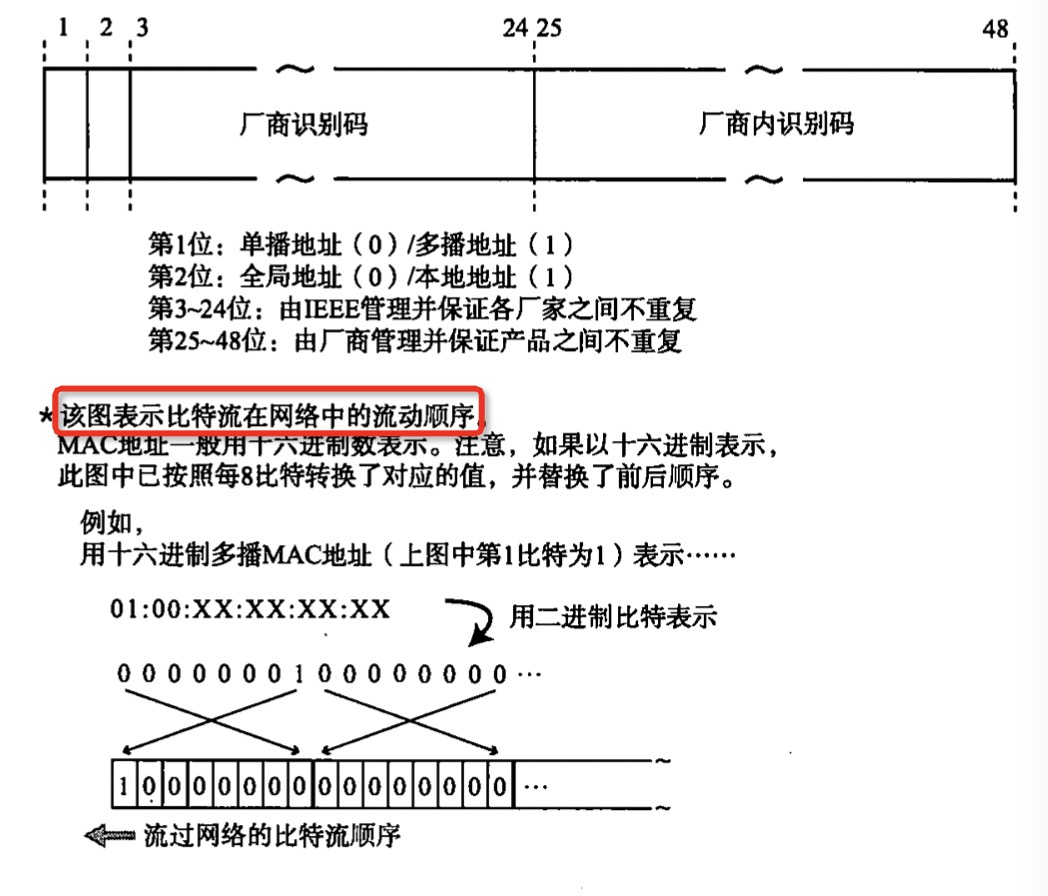 1 2 3 24 25 48
厂商识别码 厂商内识别码
第1位：单播地址（0）/多播地址（1）
第2位：全局地址（0）/本地地址（1）
第3~24位：由IEEE管理并保证各厂家之间不重复
第25~48位：由厂商管理并保证产品之间不重复
*该图表示比特流在网络中的流动顺序。
MAC地址一般用十六进制数表示。注意，如果以十六进制表示，
此图中已按照每8比特转换了对应的值，并替换了前后顺序。
例如，
用十六进制多播MAC地址（上图中第1比特为1）表示……
01:00:XX:XX:XX:XX 用二进制比特表示
0 0 0 0 0 0 0 1 0 0 0 0 0 0 0 0 …
1 0 0 0 0 0 0 0 0 0 0 0 0 0 0 0 …
流过网络的比特流顺序